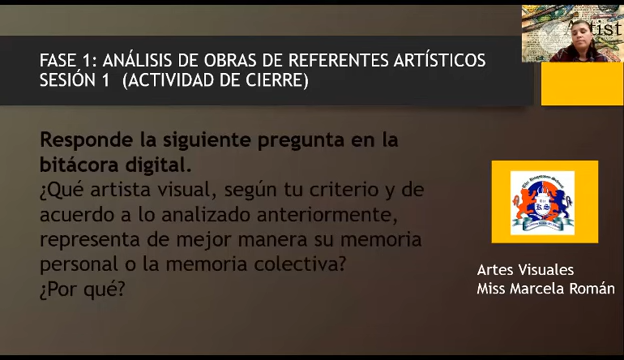 FASE 1: ANÁLISIS DE OBRAS DE REFERENTES ARTÍSTICOS
SESIÓN 1 (ACTIVIDAD DE CIERRE)
Responde la siguiente pregunta en la
bitácora digital.
¿Qué artista visual, según tu criterio y de
acuerdo a lo analizado anteriormente,
representa de mejor manera su memoria
personal o la memoria colectiva?
¿Por qué?
Artes Visuales
Miss Marcela Román